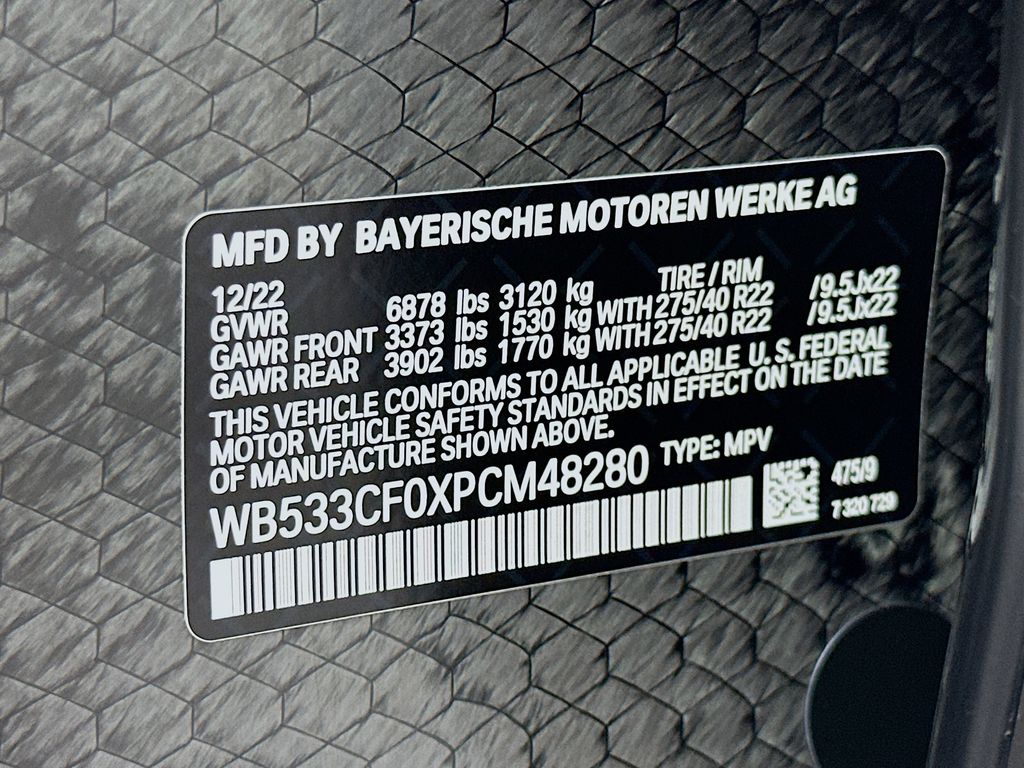 MFD BY BAYERISCHE MOTOREN WERKE AG
12/22 TIRE / RIM
GVWR 6878 lbs 3120 kg
GAWR FRONT 3373 lbs 1530 kg WITH 275/40 R22 /9.5Jx22
GAWR REAR 3902 lbs 1770 kg WITH 275/40 R22 /9.5Jx22
THIS VEHICLE CONFORMS TO ALL APPLICABLE U.S. FEDERAL
MOTOR VEHICLE SAFETY STANDARDS IN EFFECT ON THE DATE
OF MANUFACTURE SHOWN ABOVE.
WB533CF0XPCM48280 TYPE: MPV
475/9
7 320 729